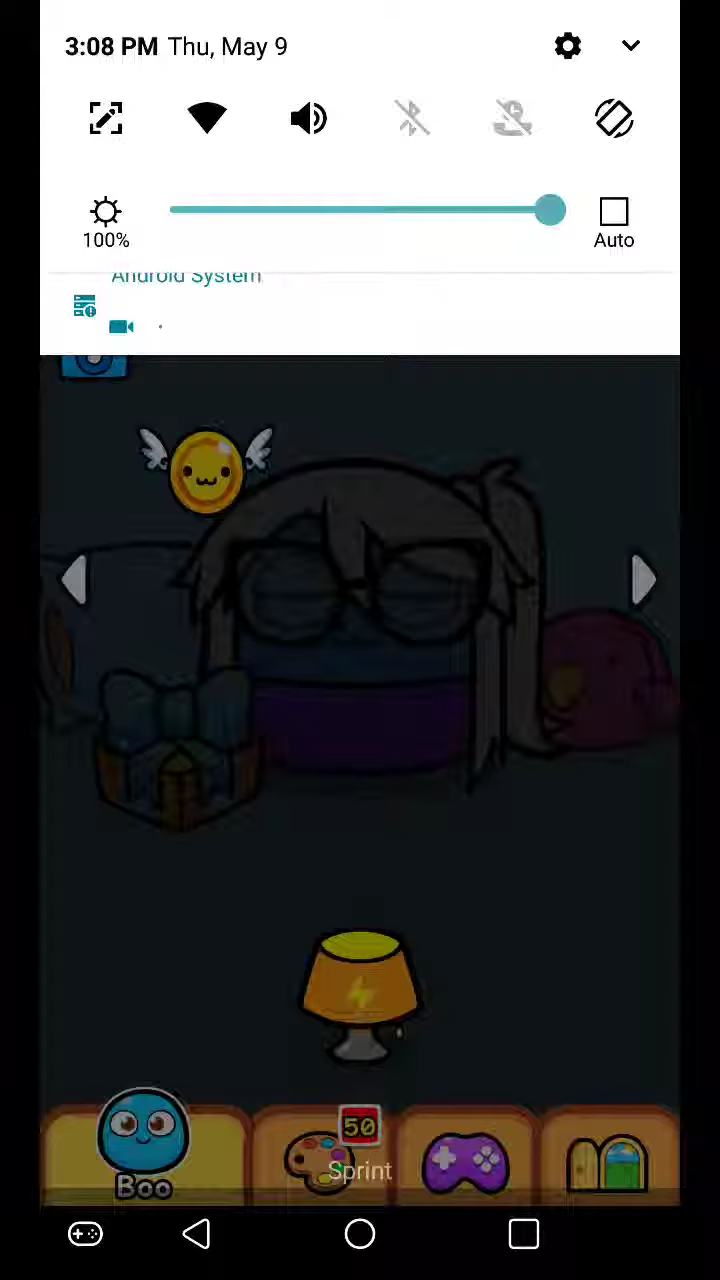 3:08 PM Thu, May 9
100%
Auto
Android System
50
Sprint
Boo